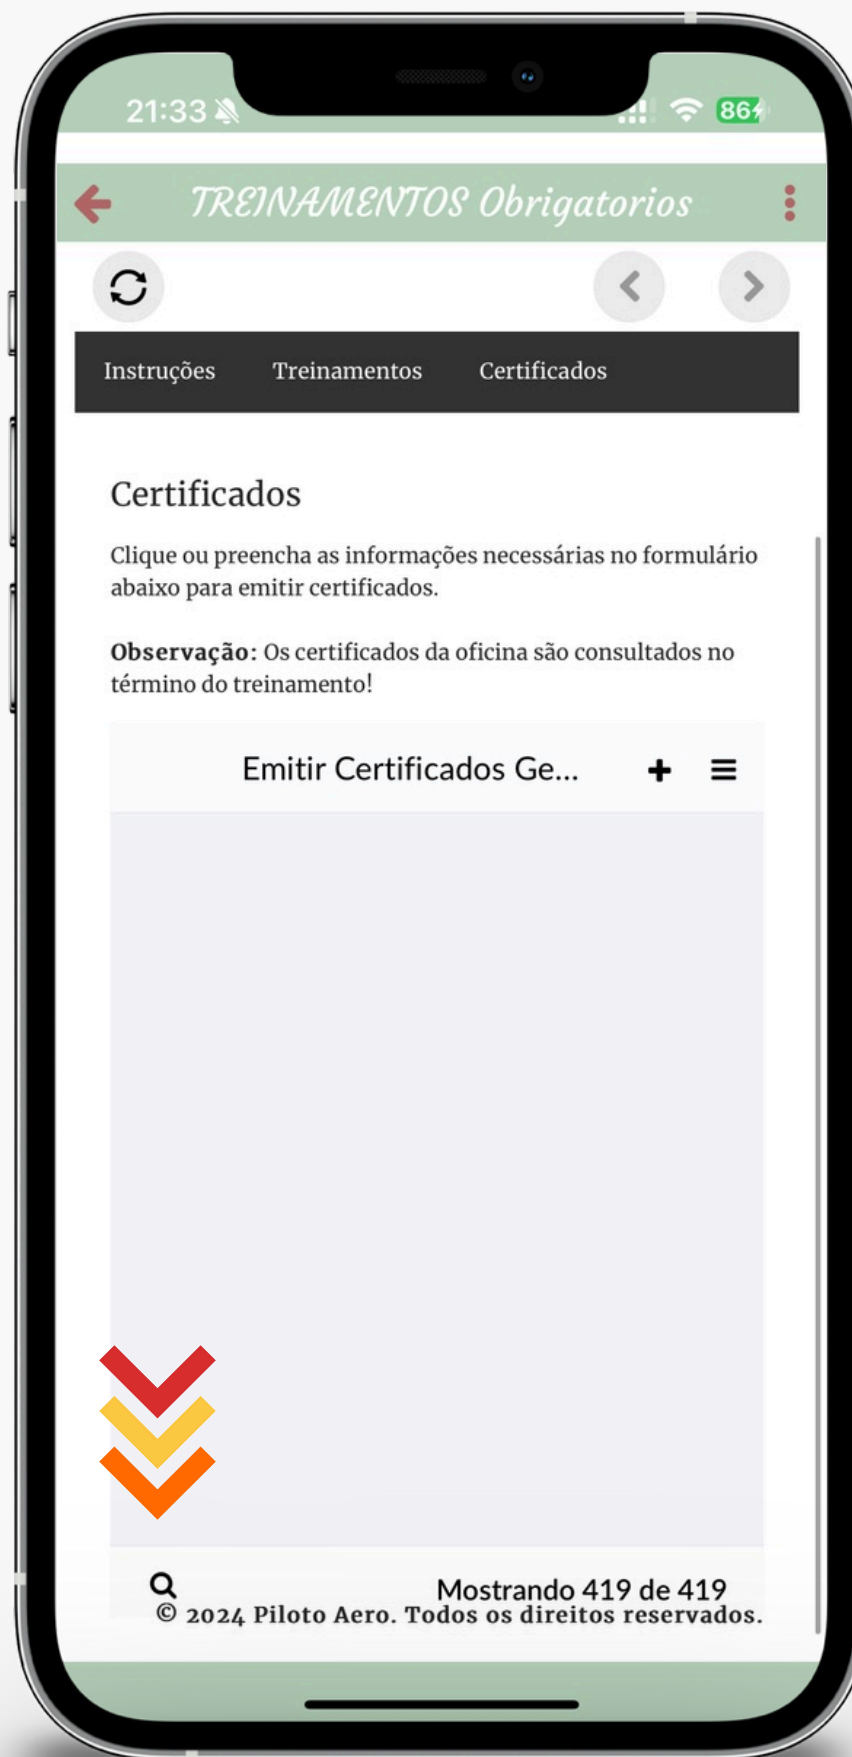 21:33
86
TREINAMENTOS Obrigatorios
Instruções Treinamentos Certificados
Certificados
Clique ou preencha as informações necessárias no formulário
abaixo para emitir certificados.
Observação: Os certificados da oficina são consultados no
término do treinamento!
Emitir Certificados Ge...
Mostrando 419 de 419
© 2024 Piloto Aero. Todos os direitos reservados.